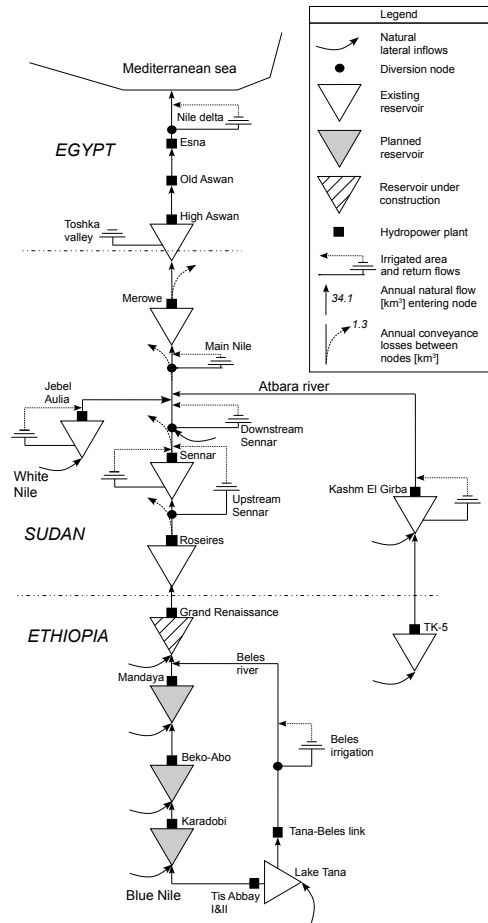 Legend
Natural
lateral inflows
Diversion node
Existing
reservoir
Planned
reservoir
Reservoir under
construction
Hydropower plant
Irrigated area
and return flows
34.1
Annual natural flow
[km³] entering node
1.3
Annual conveyance
losses between
nodes [km³]
Mediterranean sea
Nile delta
Esna
EGYPT
Old Aswan
High Aswan
Toshka
valley
Merowe
Main Nile
Jebel
Aulia
Atbara river
Downstream
Sennar
Sennar
White
Nile
Kashm El Girba
Upstream
Sennar
SUDAN
Roseires
Grand Renaissance
ETHIOPIA
TK-5
Beles
river
Mandaya
Beles
irrigation
Beko-Abo
Karadobi
Tana-Beles link
Lake Tana
Blue Nile
Tis Abbay
I&II